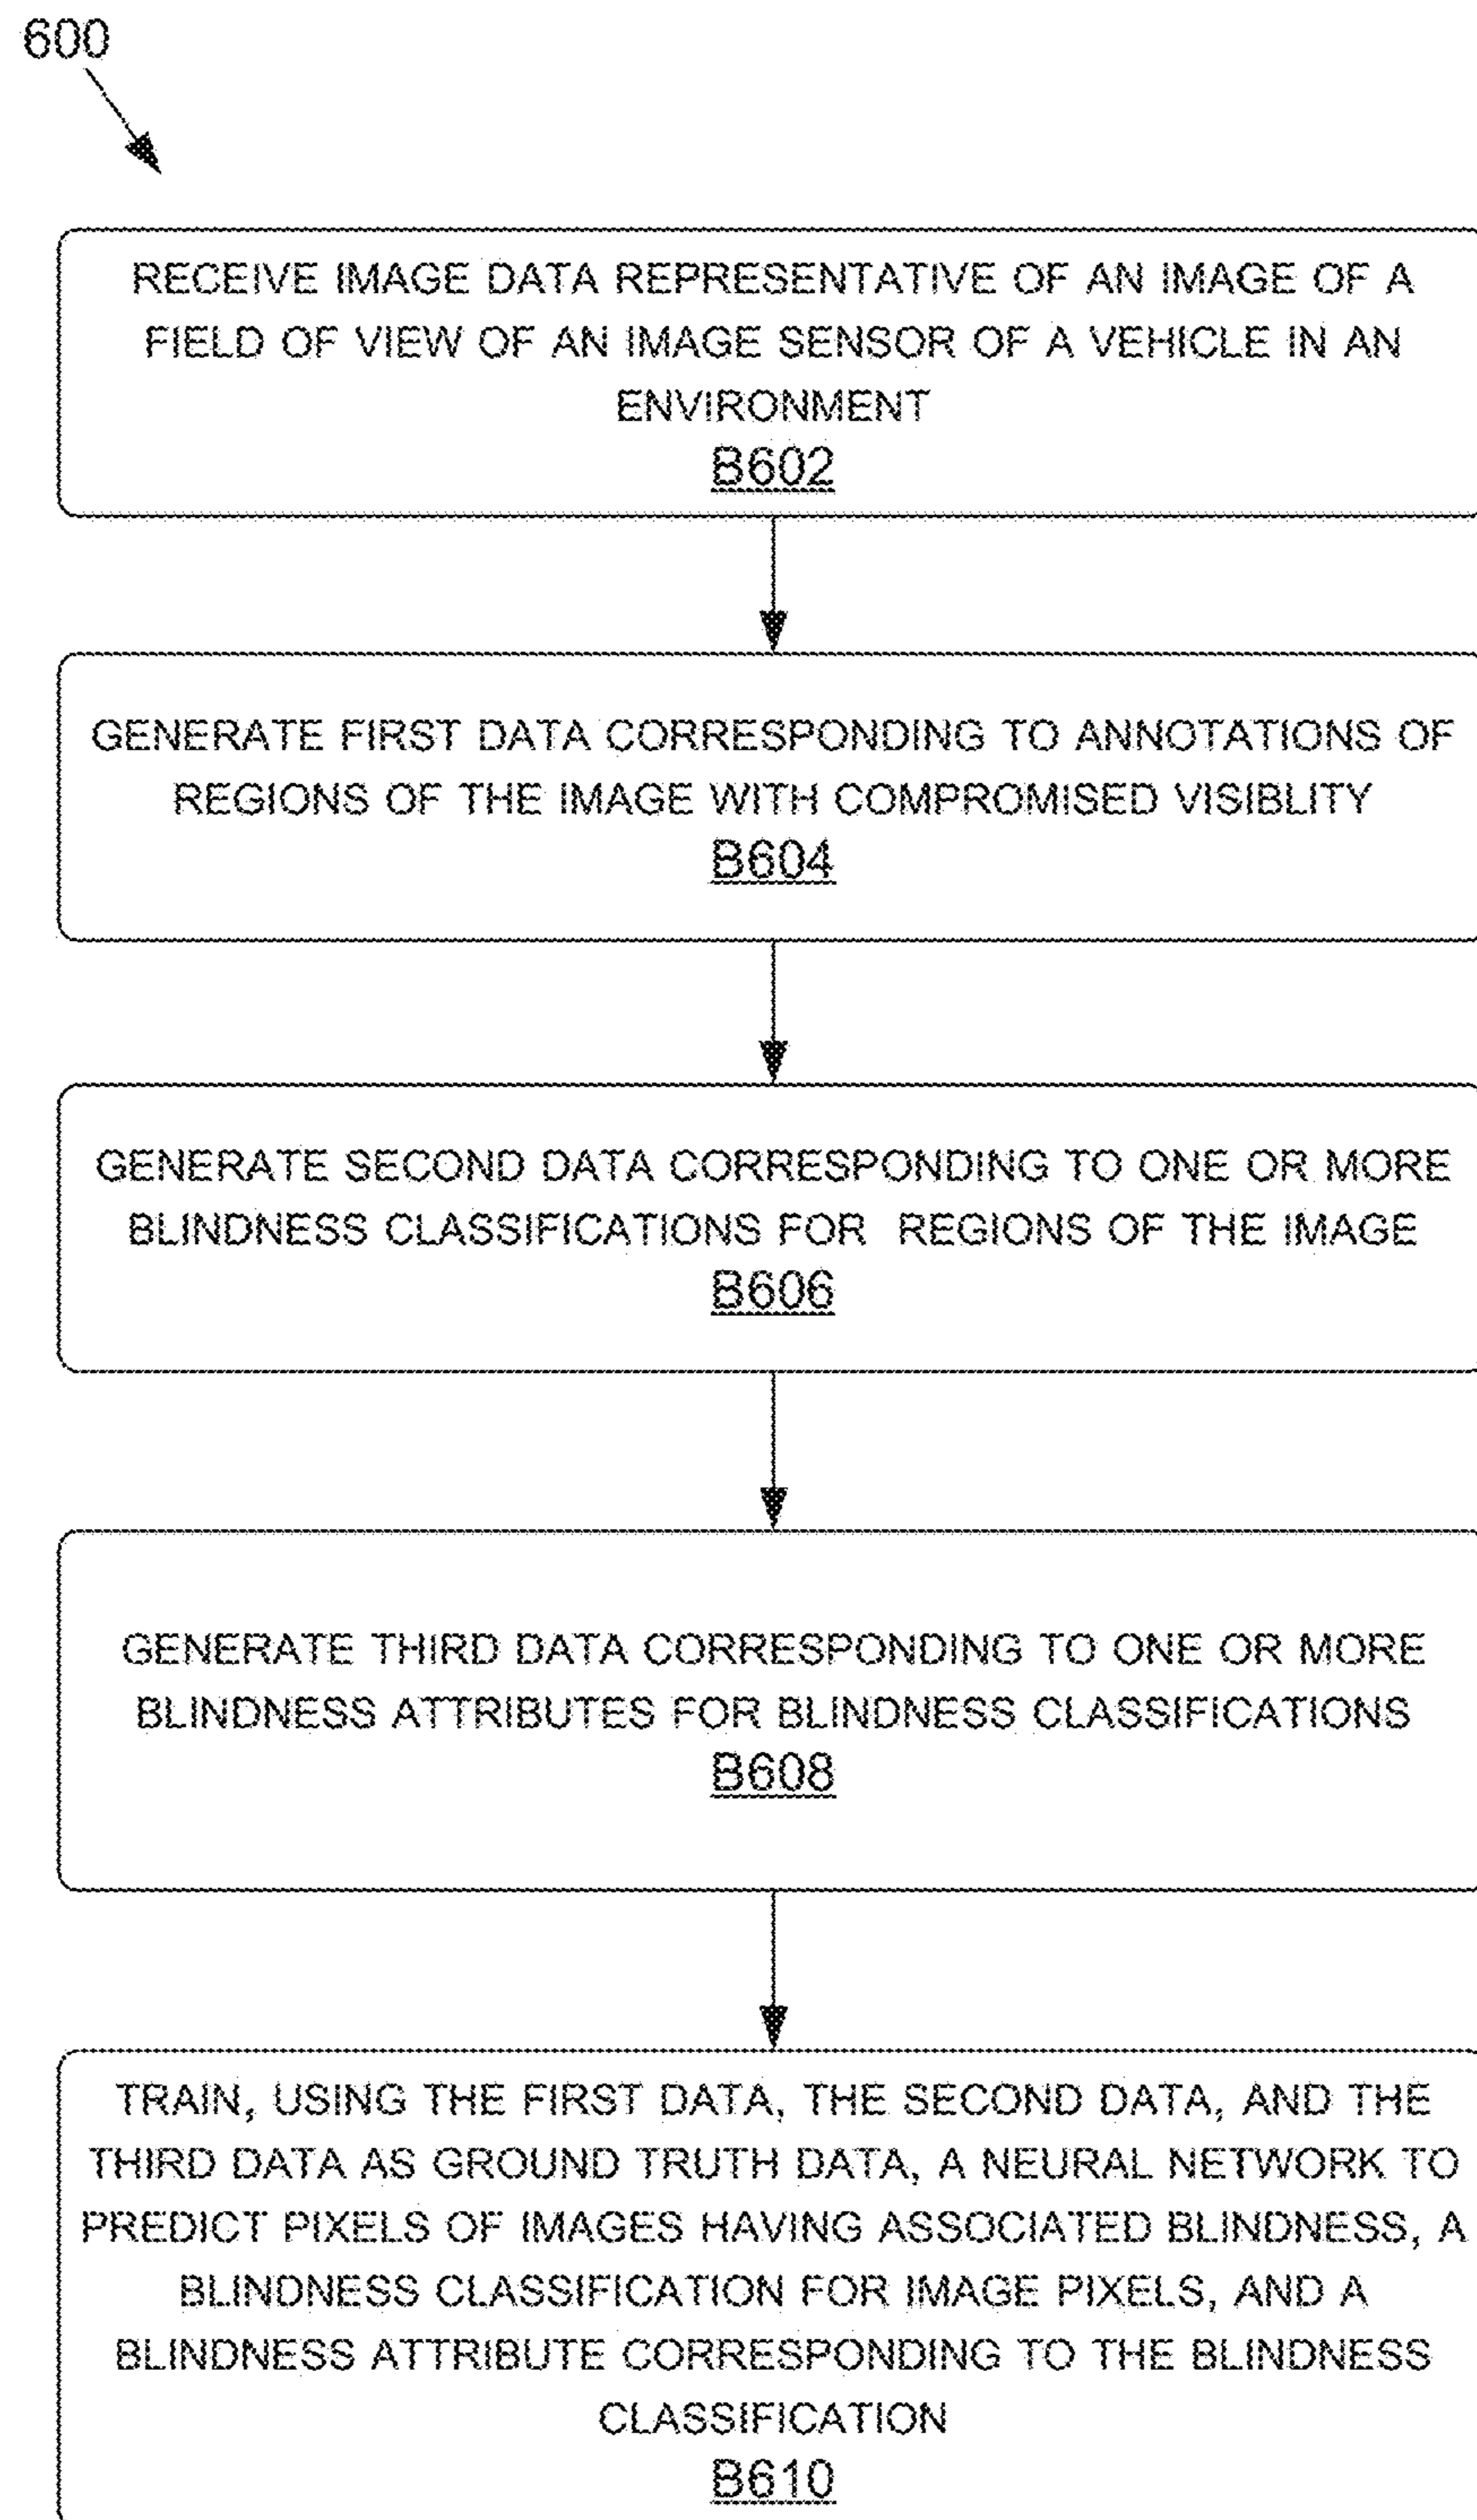 600
RECEIVE IMAGE DATA REPRESENTATIVE OF AN IMAGE OF A
FIELD OF VIEW OF AN IMAGE SENSOR OF A VEHICLE IN AN
ENVIRONMENT
B602
GENERATE FIRST DATA CORRESPONDING TO ANNOTATIONS OF
REGIONS OF THE IMAGE WITH COMPROMISED VISIBLITY
B604
GENERATE SECOND DATA CORRESPONDING TO ONE OR MORE
BLINDNESS CLASSIFICATIONS FOR REGIONS OF THE IMAGE
B606
GENERATE THIRD DATA CORRESPONDING TO ONE OR MORE
BLINDNESS ATTRIBUTES FOR BLINDNESS CLASSIFICATIONS
B608
TRAIN, USING THE FIRST DATA, THE SECOND DATA, AND THE
THIRD DATA AS GROUND TRUTH DATA, A NEURAL NETWORK TO
PREDICT PIXELS OF IMAGES HAVING ASSOCIATED BLINDNESS, A
BLINDNESS CLASSIFICATION FOR IMAGE PIXELS, AND A
BLINDNESS ATTRIBUTE CORRESPONDING TO THE BLINDNESS
CLASSIFICATION
B610